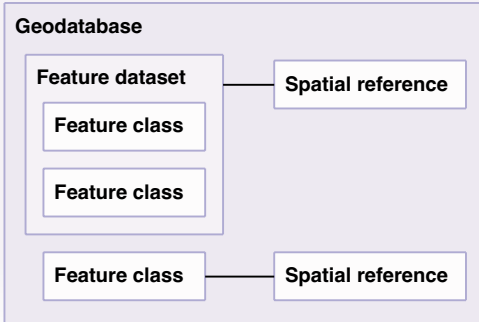 Geodatabase
Feature dataset
Spatial reference
Feature class
Feature class
Feature class
Spatial reference